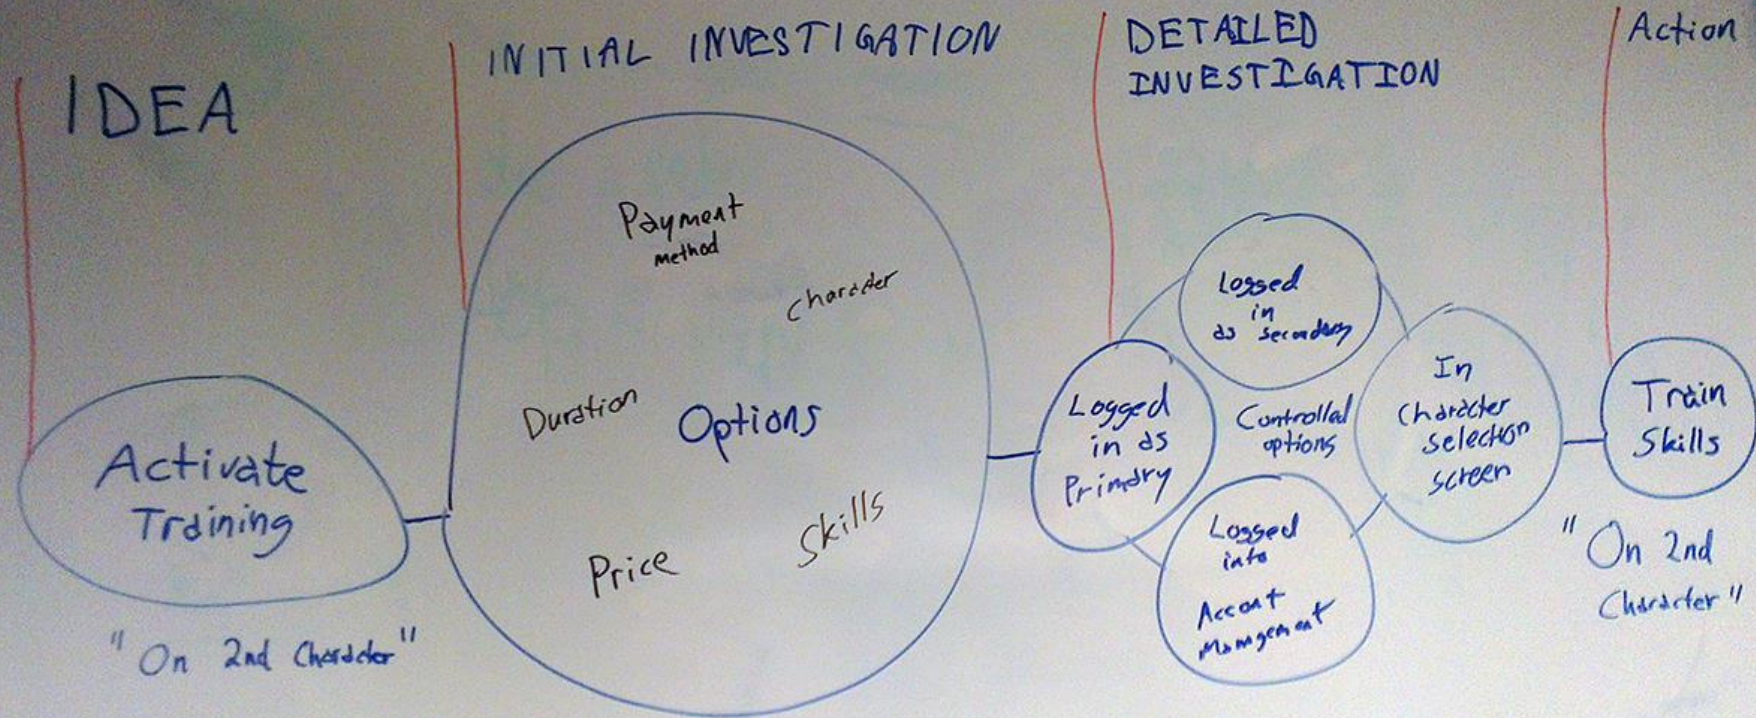 IDEA
INITIAL INVESTIGATION
DETAILED
INVESTIGATION
Action
Activate
Training
"On 2nd Character"
Payment
method
Character
Duration
Options
Price
Skills
Logged
in as
Primary
Logged
in
as secondary
Controlled
options
Logged
into
Account
Management
In
Character
selection
screen
Train
Skills
"On 2nd
Character"